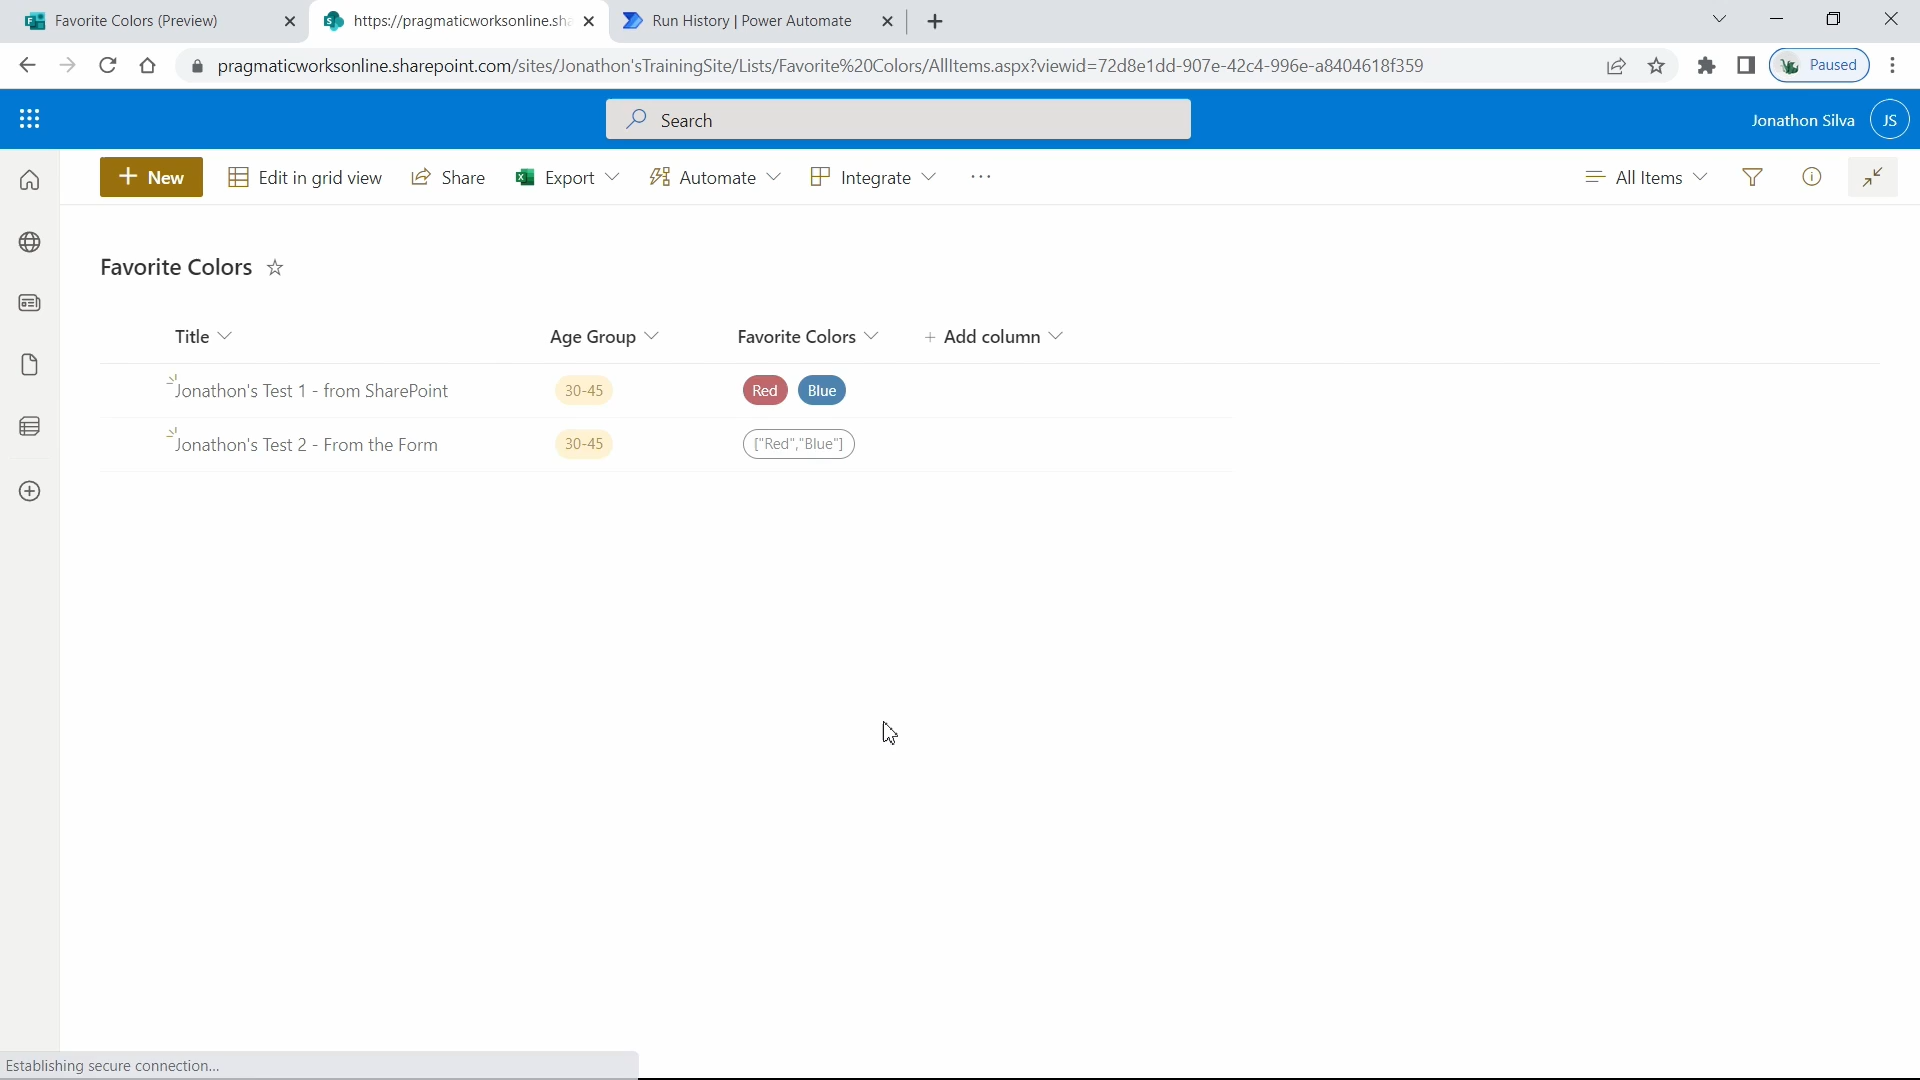 Favorite Colors (Preview)
https://pragmaticworksonline.sha
Run History | Power Automate
pragmaticworksonline.sharepoint.com/sites/Jonathon'sTrainingSite/Lists/Favorite%20Colors/AllItems.aspx?viewid=72d8e1dd-907e-42c4-996e-a8404618f359
Paused
Search
Jonathon Silva
JS
New
Edit in grid view
Share
Export
Automate
Integrate
All Items
Favorite Colors
Title
Age Group
Favorite Colors
+ Add column
Jonathon's Test 1 - from SharePoint
30-45
Red
Blue
Jonathon's Test 2 - From the Form
30-45
["Red","Blue"]
Establishing secure connection...